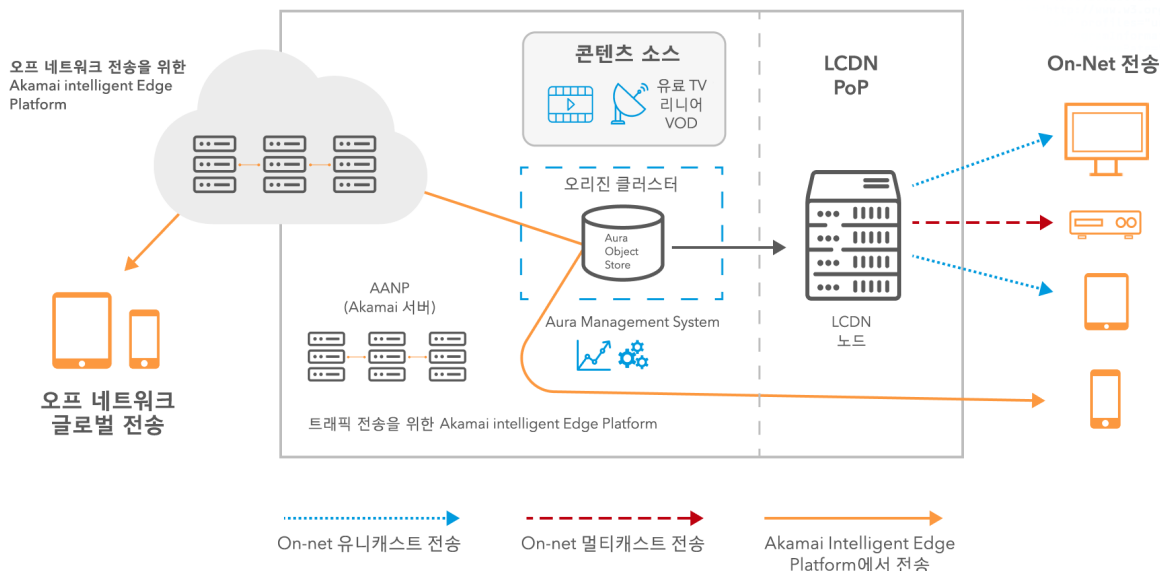 오프 네트워크 전송을 위한
Akamai intelligent Edge
Platform
콘텐츠 소스
유료 TV
리니어
VOD
LCDN
PoP
On-Net 전송
오리진 클러스터
Aura
Object
Store
AANP
(Akamai 서버)
Aura Management System
LCDN
노드
오프 네트워크
글로벌 전송
트래픽 전송을 위한 Akamai intelligent Edge Platform
On-net 유니캐스트 전송
On-net 멀티캐스트 전송
Akamai Intelligent Edge
Platform에서 전송